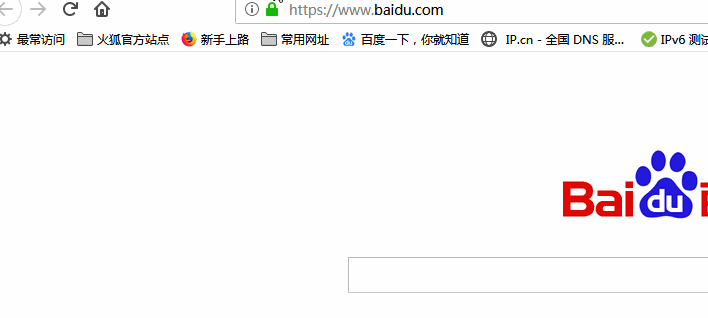 https://www.baidu.com
最常访问 火狐官方站点 新手上路 常用网址 百度一下，你就知道 IP.cn - 全国 DNS 服... IPv6 测试
Bai du